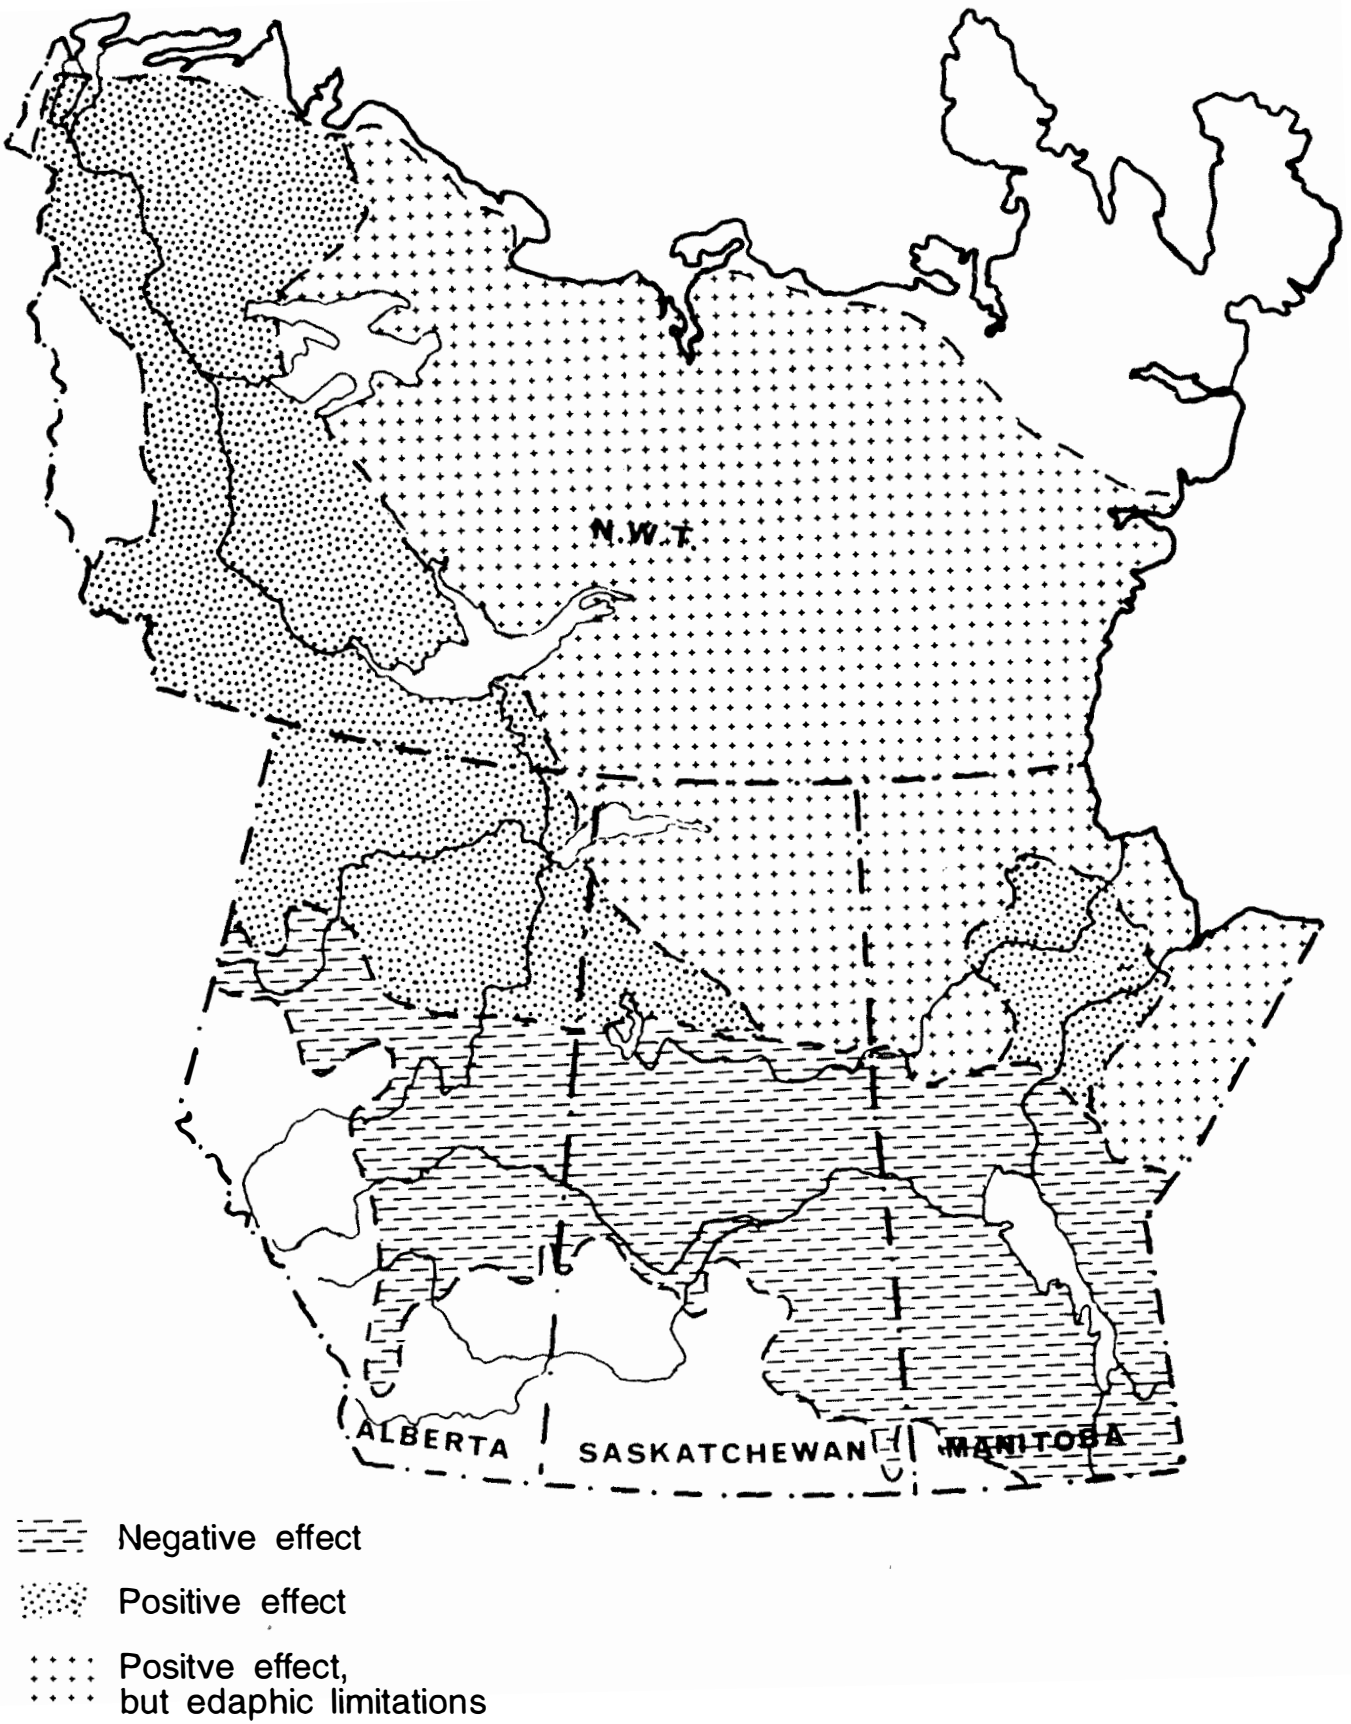 N.W.T.
ALBERTA
SASKATCHEWAN
MANITOBA
Negative effect
Positive effect
Positve effect,
but edaphic limitations